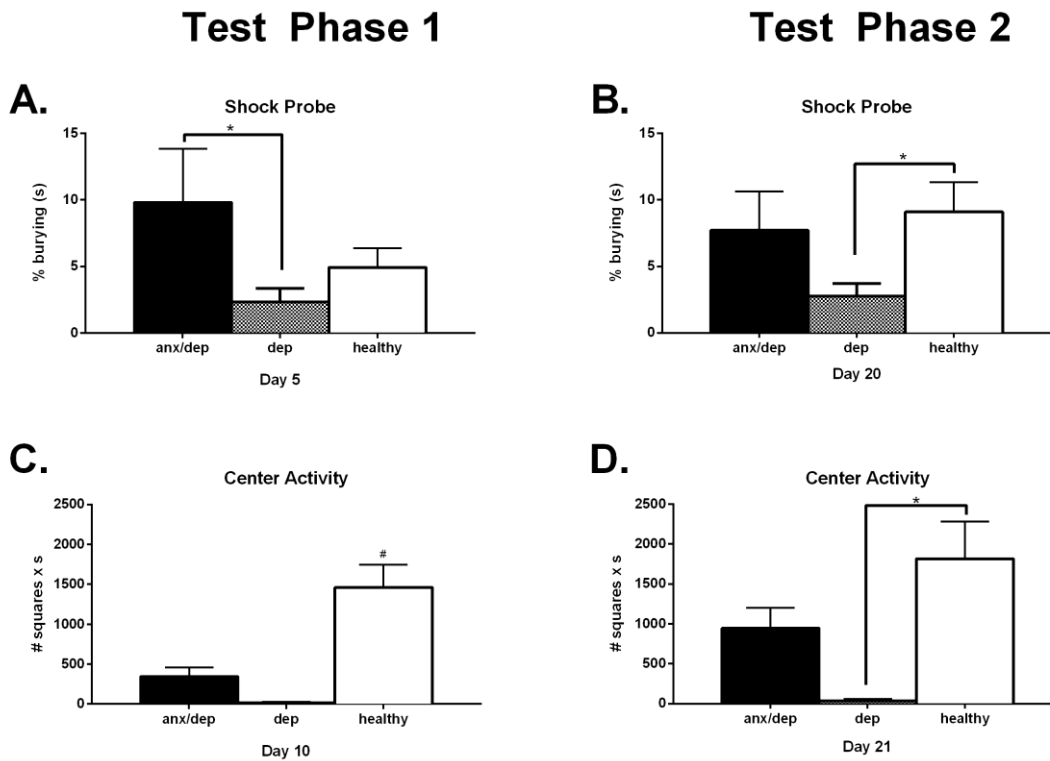 Test Phase 1
Test Phase 2
A.
Shock Probe
*
15
10
5
0
% burying (s)
anx/dep
dep
healthy
Day 5
B.
Shock Probe
*
15
10
5
0
% burying (s)
anx/dep
dep
healthy
Day 20
C.
Center Activity
#
2500
2000
1500
1000
500
0
# squares x s
anx/dep
dep
healthy
Day 10
D.
Center Activity
*
2500
2000
1500
1000
500
0
# squares x s
anx/dep
dep
healthy
Day 21